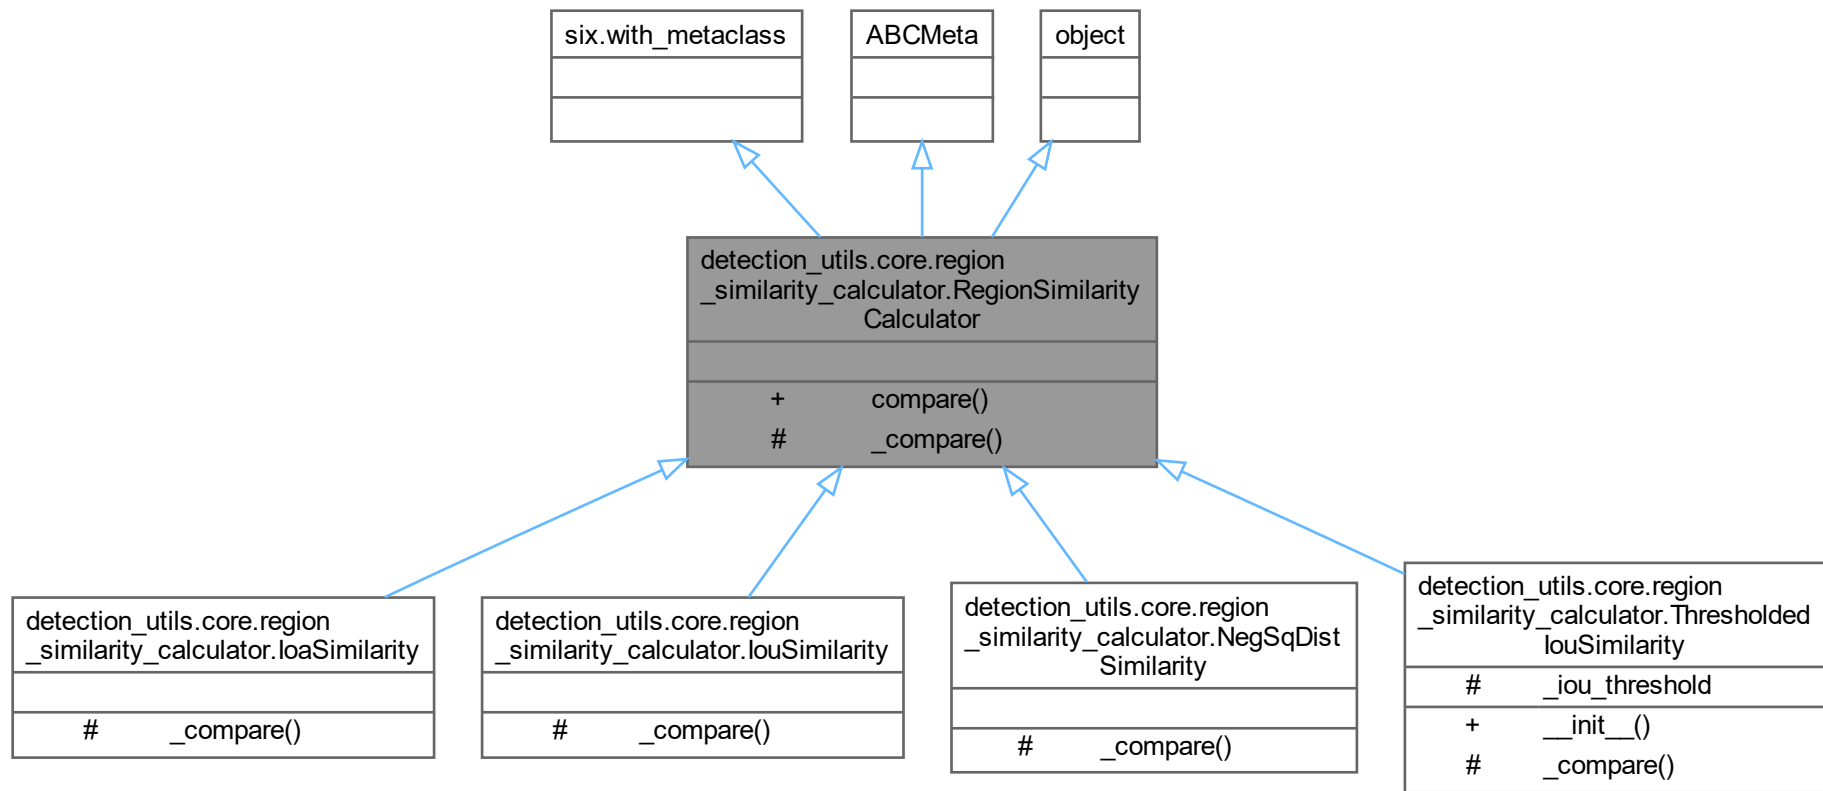 six.with_metaclass
ABCMeta
object
detection_utils.core.region
_similarity_calculator.RegionSimilarity
Calculator
+ compare()
# _compare()
detection_utils.core.region
_similarity_calculator.IoaSimilarity
# _compare()
detection_utils.core.region
_similarity_calculator.IouSimilarity
# _compare()
detection_utils.core.region
_similarity_calculator.NegSqDist
Similarity
# _compare()
detection_utils.core.region
_similarity_calculator.Thresholded
IouSimilarity
# _iou_threshold
+ __init__()
# _compare()